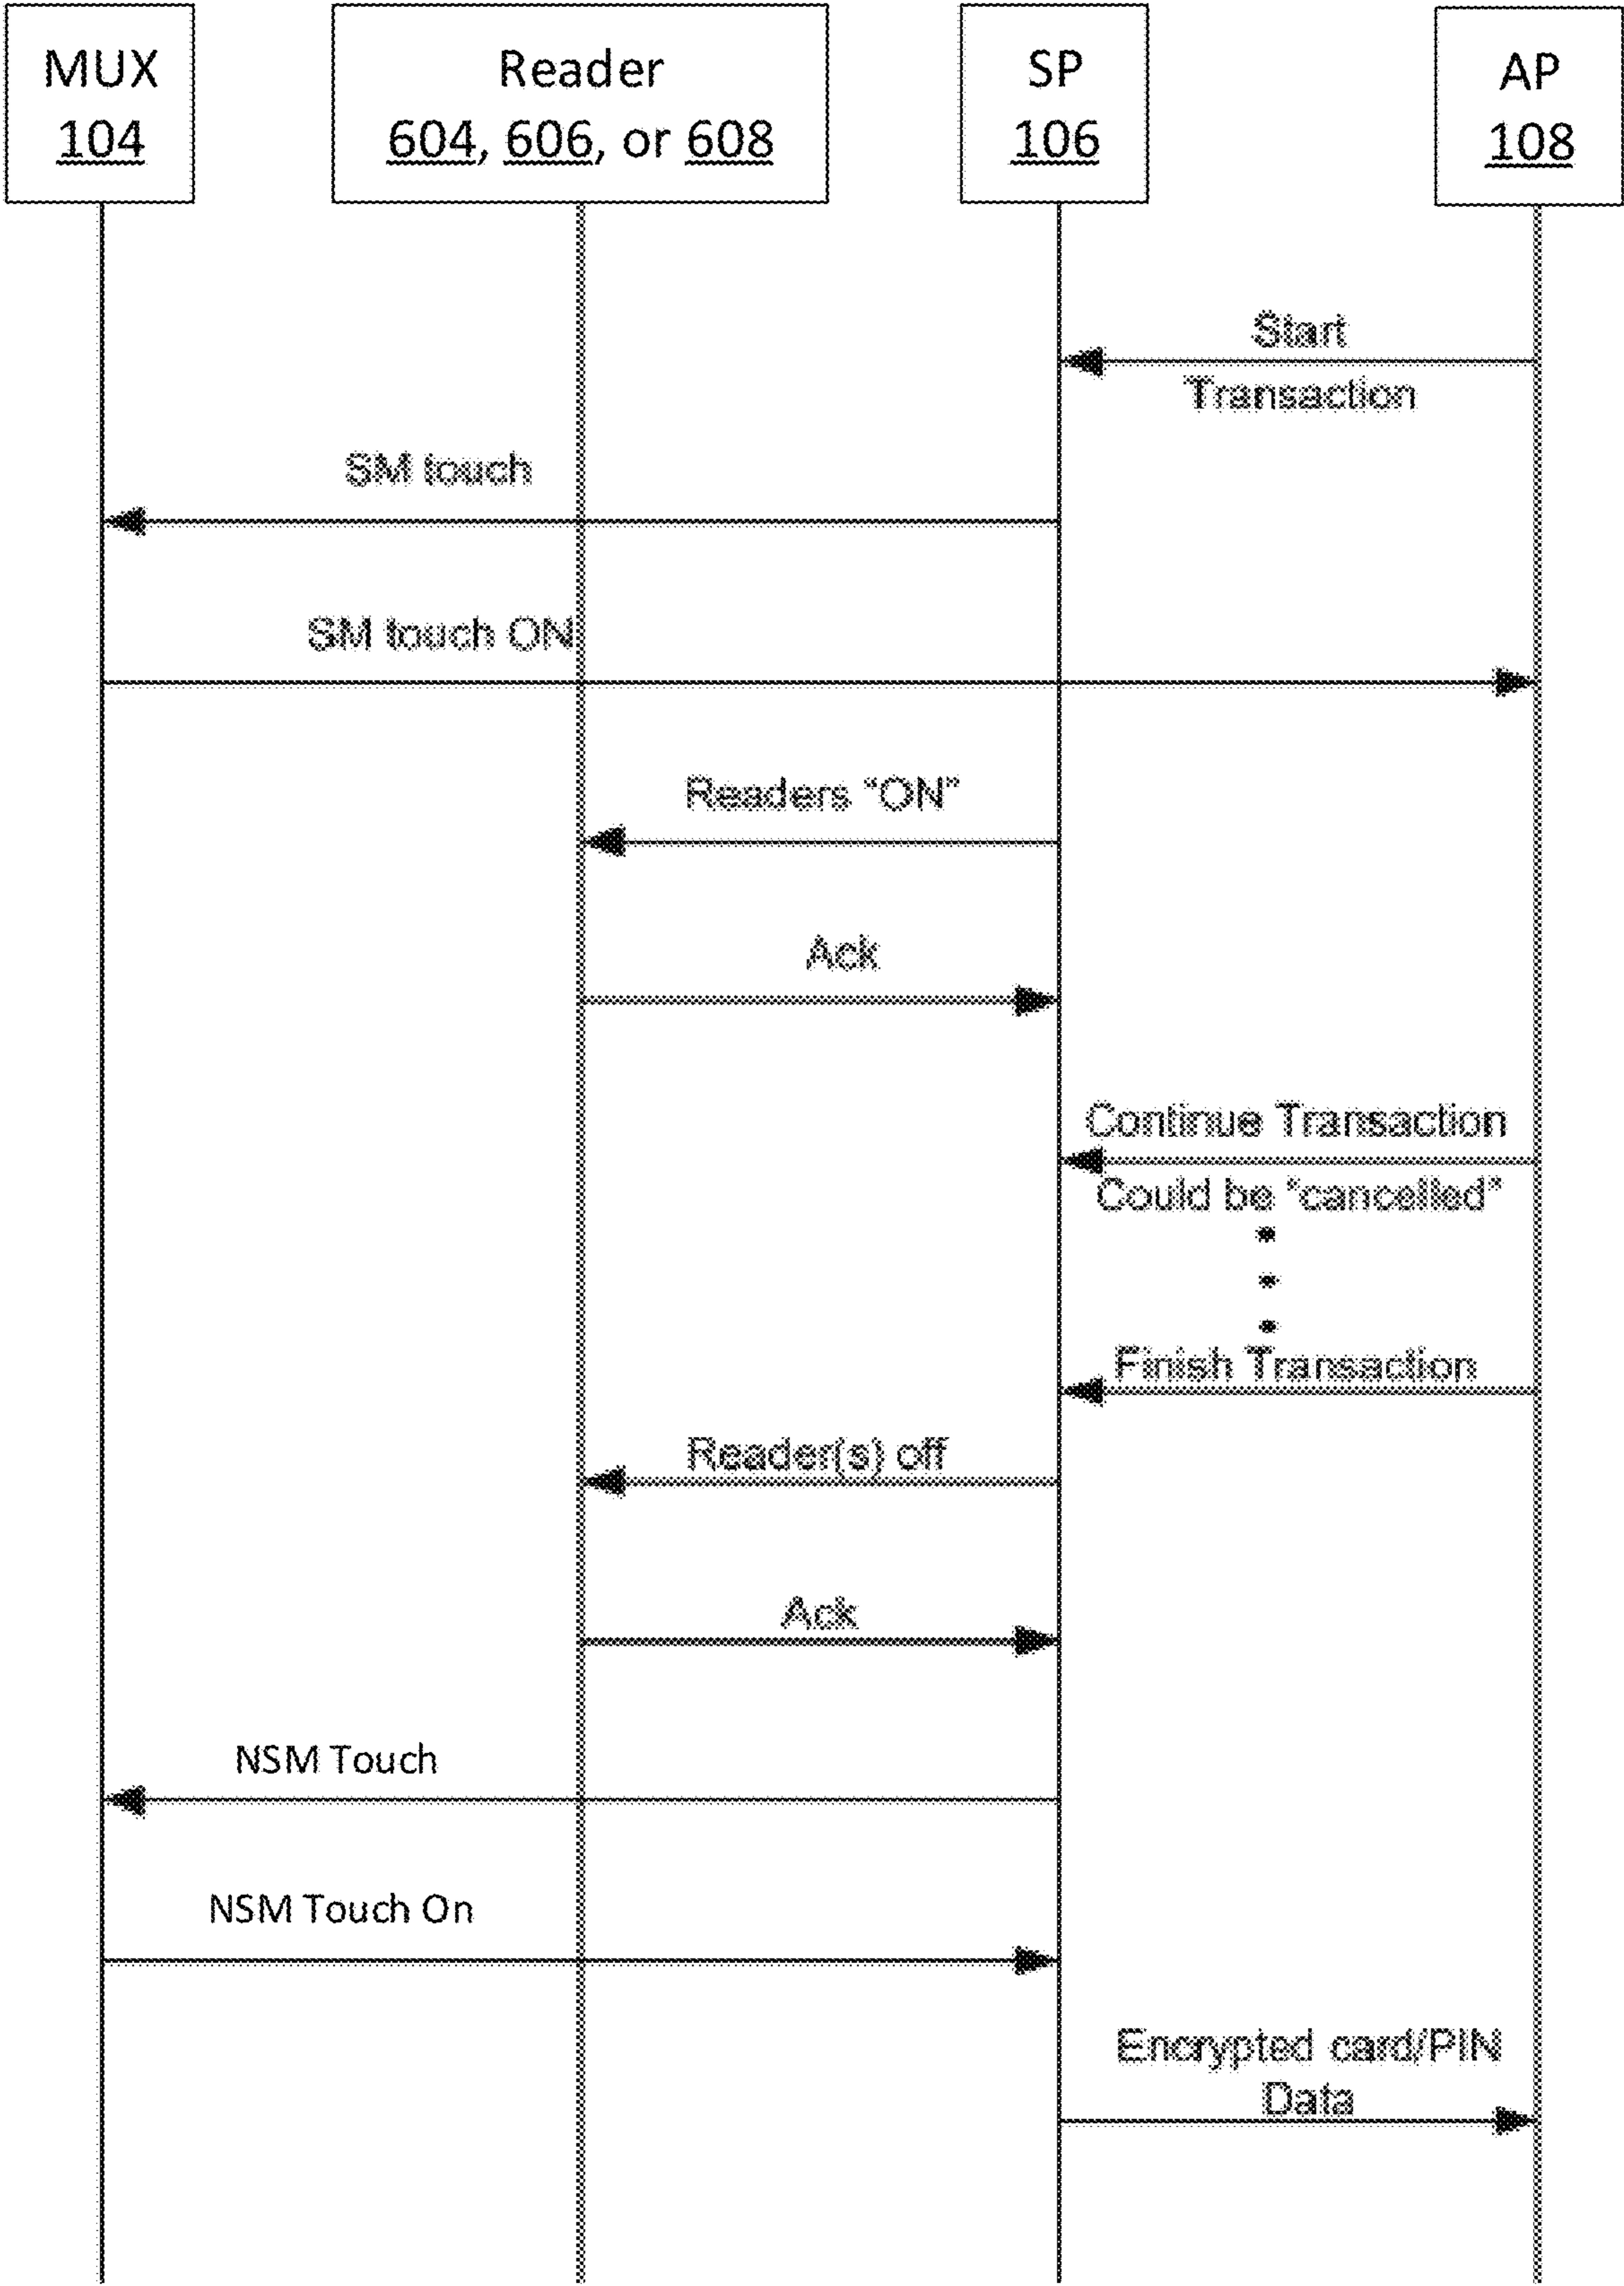 MUX
104
Reader
604, 606, or 608
SP
106
AP
108
Start
Transaction
SM touch
SM touch ON
Readers “ON”
Ack
Continue Transaction
Could be “cancelled”
Finish Transaction
Reader(s) off
Ack
NSM Touch
NSM Touch On
Encrypted card/PIN
Data